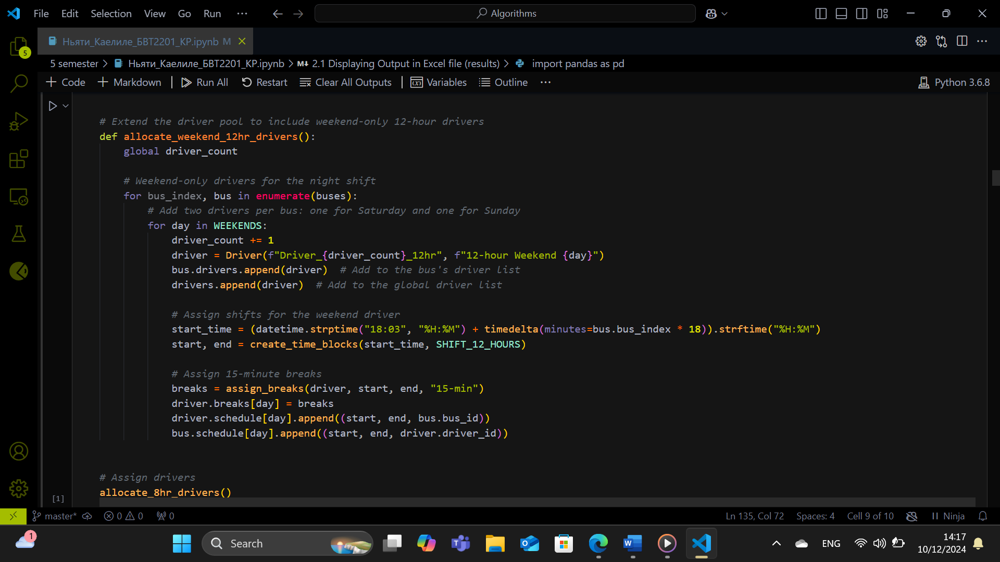 File Edit Selection View Go Run ··· Algorithms
Ньяти_Каелиле_БВТ2201_КР.ipynb M
5
5 semester > Ньяти_Каелиле_БВТ2201_КР.ipynb > M↓ 2.1 Displaying Output in Excel file (results) > import pandas as pd
+ Code + Markdown | Run All Restart Clear All Outputs | (x) Variables Outline ··· Python 3.6.8
# Extend the driver pool to include weekend-only 12-hour drivers
def allocate_weekend_12hr_drivers():
    global driver_count
    # Weekend-only drivers for the night shift
    for bus_index, bus in enumerate(buses):
        # Add two drivers per bus: one for Saturday and one for Sunday
        for day in WEEKENDS:
            driver_count += 1
            driver = Driver(f"Driver_{driver_count}_12hr", f"12-hour Weekend {day}")
            bus.drivers.append(driver)  # Add to the bus's driver list
            drivers.append(driver)  # Add to the global driver list
            # Assign shifts for the weekend driver
            start_time = (datetime.strptime("18:03", "%H:%M") + timedelta(minutes=bus.bus_index * 18)).strftime("%H:%M")
            start, end = create_time_blocks(start_time, SHIFT_12_HOURS)
            # Assign 15-minute breaks
            breaks = assign_breaks(driver, start, end, "15-min")
            driver.breaks[day] = breaks
            driver.schedule[day].append((start, end, bus.bus_id))
            bus.schedule[day].append((start, end, driver.driver_id))
# Assign drivers
allocate_8hr_drivers()
[1]
master* 0 0 0 Ln 135, Col 72 Spaces: 4 Cell 9 of 10 Ninja
1 Search ENG 14:17
10/12/2024